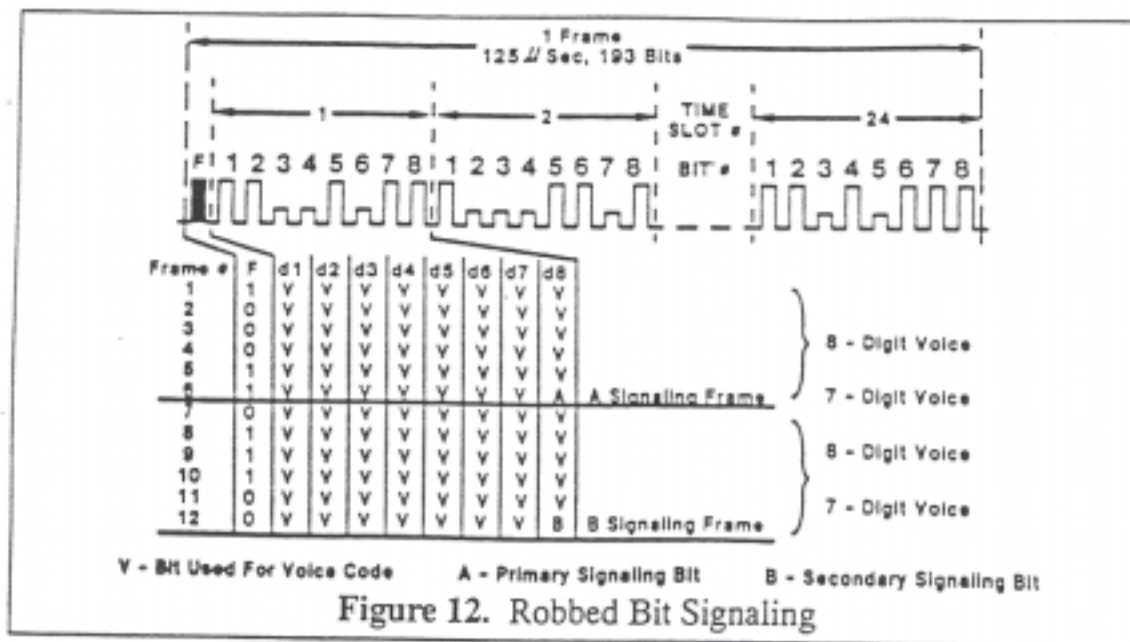 1 Frame
125 μ Sec, 193 Bits
1 2 TIME SLOT # 24
F 1 2 3 4 5 6 7 8 1 2 3 4 5 6 7 8 BIT # 1 2 3 4 5 6 7 8
Frame # F d1 d2 d3 d4 d5 d6 d7 d8
1 1 V V V V V V V V
2 0 V V V V V V V V
3 0 V V V V V V V V
4 0 V V V V V V V V
5 1 V V V V V V V V
6 1 V V V V V V V A A Signaling Frame
7 0 V V V V V V V V
8 1 V V V V V V V V
9 1 V V V V V V V V
10 1 V V V V V V V V
11 0 V V V V V V V V
12 0 V V V V V V V B B Signaling Frame
8 - Digit Voice
7 - Digit Voice
8 - Digit Voice
7 - Digit Voice
V - Bit Used For Voice Code A - Primary Signaling Bit B - Secondary Signaling Bit
Figure 12. Robbed Bit Signaling